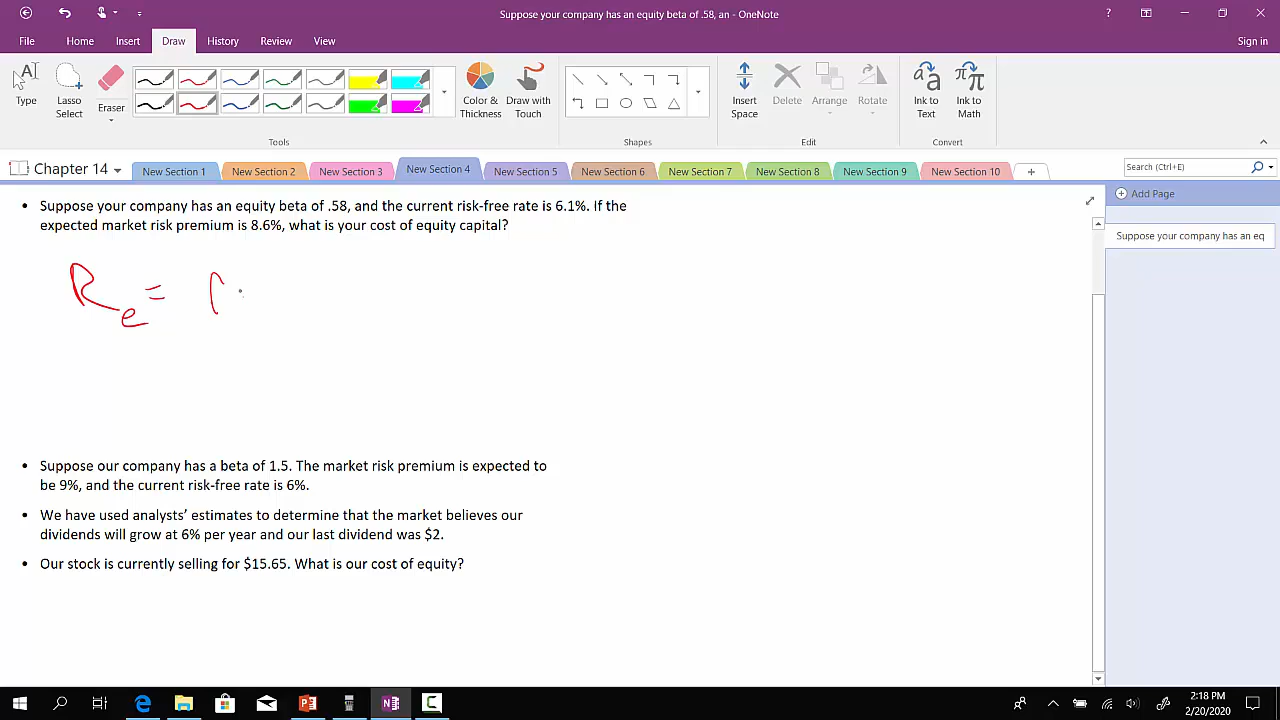 Suppose your company has an equity beta of .58, an - OneNote
File Home Insert Draw History Review View
Sign in
Type
Lasso Select
Eraser
Color & Thickness
Draw with Touch
Insert Space
Delete
Arrange
Rotate
Ink to Text
Ink to Math
Tools
Shapes
Edit
Convert
Chapter 14
New Section 1 New Section 2 New Section 3 New Section 4 New Section 5 New Section 6 New Section 7 New Section 8 New Section 9 New Section 10
Search (Ctrl+E)
Add Page
Suppose your company has an eq
• Suppose your company has an equity beta of .58, and the current risk-free rate is 6.1%. If the
expected market risk premium is 8.6%, what is your cost of equity capital?
Re =
• Suppose our company has a beta of 1.5. The market risk premium is expected to
be 9%, and the current risk-free rate is 6%.
• We have used analysts’ estimates to determine that the market believes our
dividends will grow at 6% per year and our last dividend was $2.
• Our stock is currently selling for $15.65. What is our cost of equity?
2:18 PM
2/20/2020